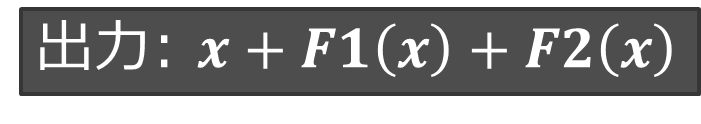 出力: x + F1(x) + F2(x)